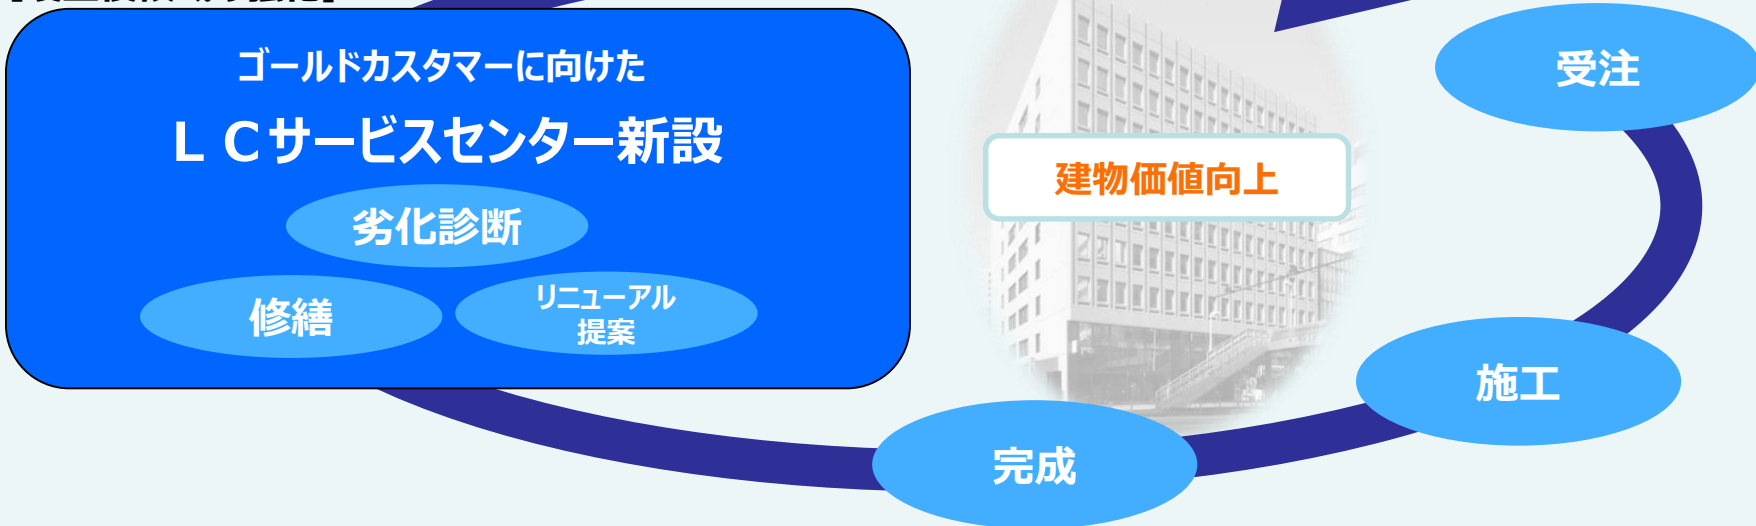 ゴールドカスタマーに向けた
ＬＣサービスセンター新設
劣化診断
修繕
リニューアル
提案
建物価値向上
受注
施工
完成